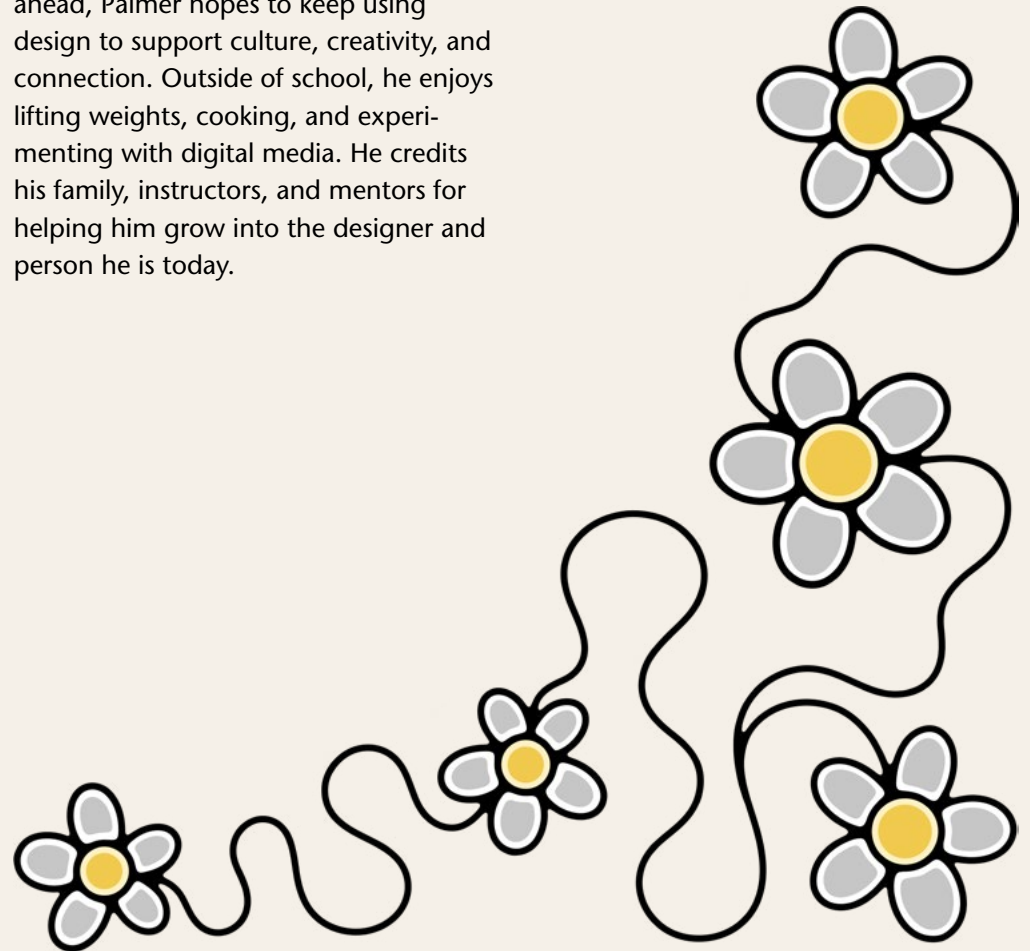 ahead, Palmer hopes to keep using
design to support culture, creativity, and
connection. Outside of school, he enjoys
lifting weights, cooking, and experi-
menting with digital media. He credits
his family, instructors, and mentors for
helping him grow into the designer and
person he is today.